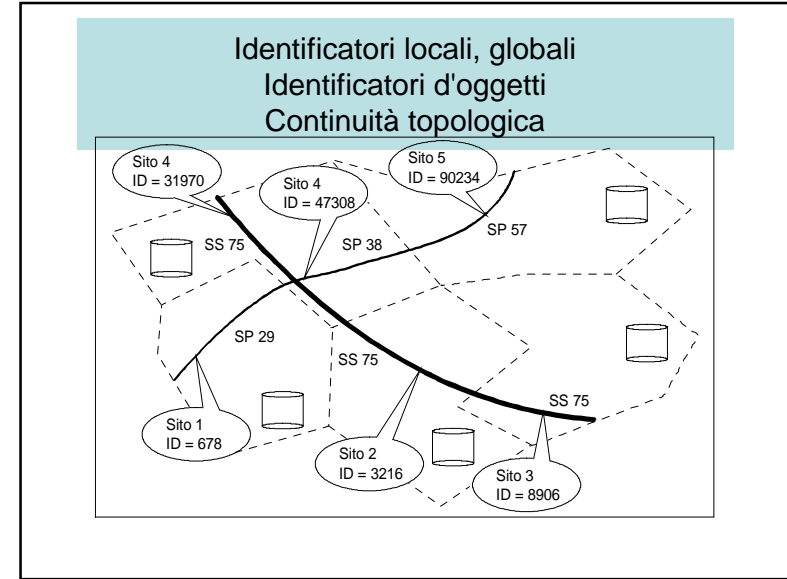 Identificatori locali, globali
Identificatori d'oggetti
Continuità topologica
Sito 4
ID = 31970
Sito 4
ID = 47308
Sito 5
ID = 90234
SS 75
SP 38
SP 57
SP 29
SS 75
SS 75
Sito 1
ID = 678
Sito 2
ID = 3216
Sito 3
ID = 8906